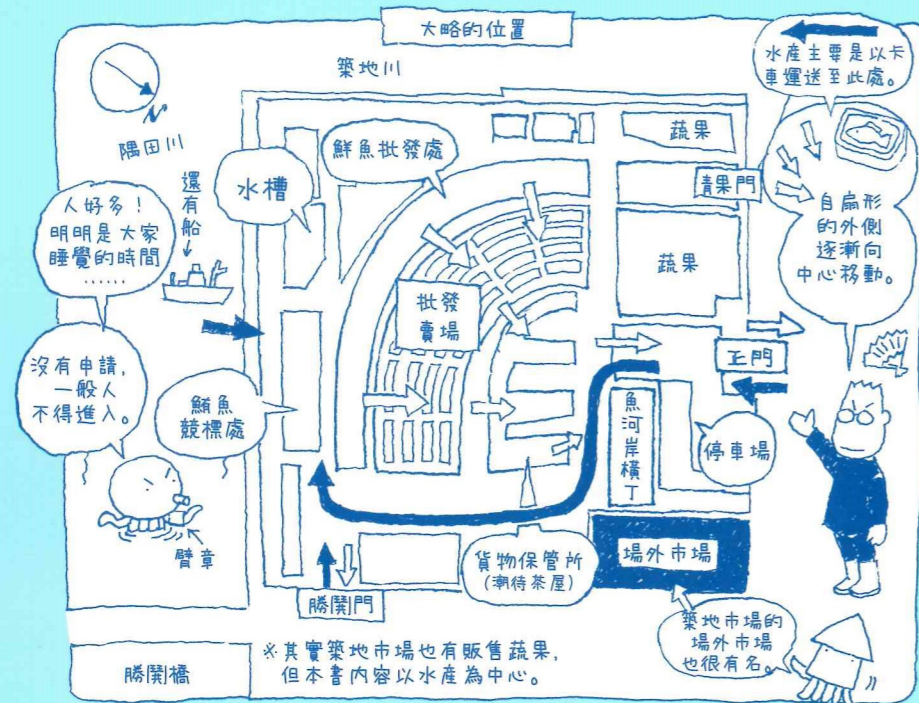 大略的位置
築地川
水産主要是以卡
車運送至此處。
N
隅田川
還有船
人好多！
明明是大家
睡覺的時間
……
沒有申請，
一般人
不得進入。
臂章
水槽
鮮魚批發處
蔬果
青果門
自扇形
的外側
逐漸向
中心移動。
蔬果
批發
賣場
正門
鮪魚
競標處
魚河岸橫丁
停車場
場外市場
貨物保管所
(潮待茶屋)
勝鬨門
築地市場的
場外市場
也很有名。
勝鬨橋
※其實築地市場也有販售蔬果，
但本書內容以水產為中心。